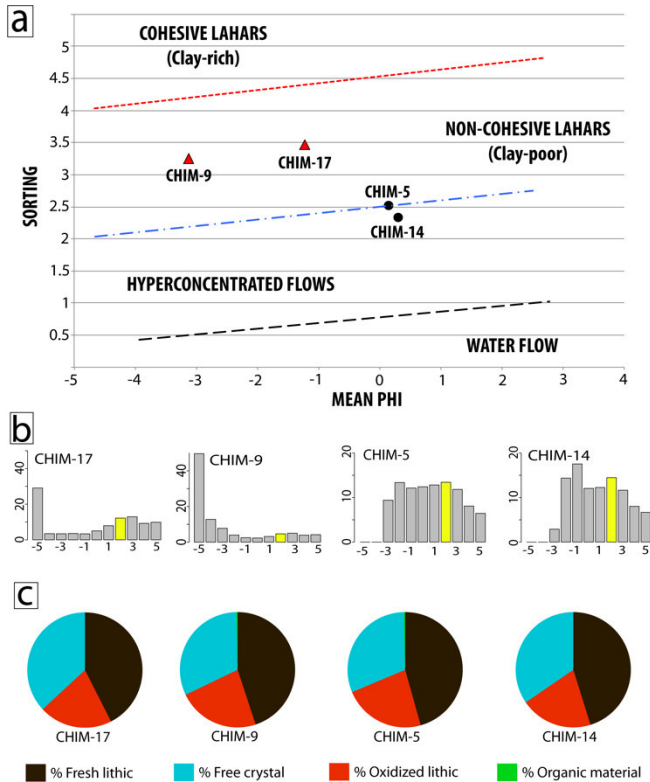 a
COHESIVE LAHARS
(Clay-rich)
NON-COHESIVE LAHARS
(Clay-poor)
CHIM-9
CHIM-17
CHIM-5
CHIM-14
HYPERCONCENTRATED FLOWS
WATER FLOW
SORTING
5
4.5
4
3.5
3
2.5
2
1
0.5
-5 -4 -3 -2 -1 0 1 2 3 4
MEAN PHI
b
CHIM-17
40
20
0
-5 -3 -1 1 3 5
CHIM-9
40
20
0
-5 -3 -1 1 3 5
CHIM-5
20
10
0
-5 -3 -1 1 3 5
CHIM-14
20
10
0
-5 -3 -1 1 3 5
c
CHIM-17
CHIM-9
CHIM-5
CHIM-14
% Fresh lithic
% Free crystal
% Oxidized lithic
% Organic material